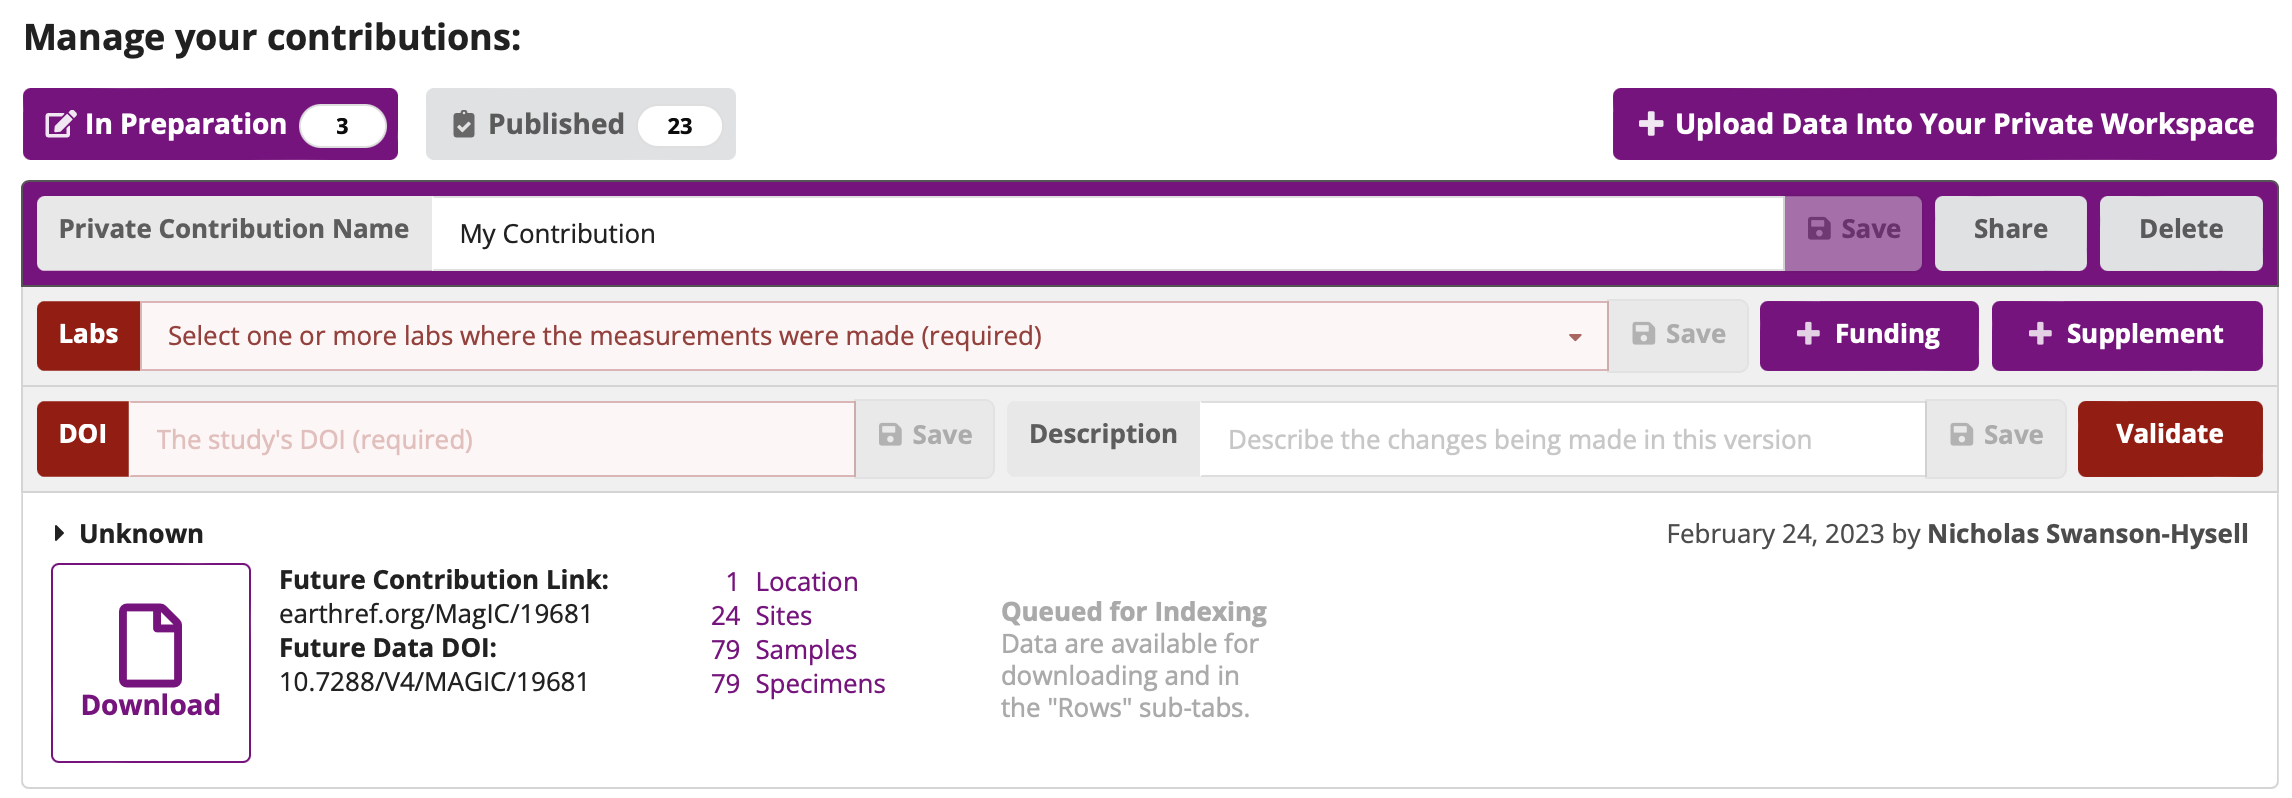 Manage your contributions:
In Preparation 3 Published 23 Upload Data Into Your Private Workspace
Private Contribution Name My Contribution Save Share Delete
Labs Select one or more labs where the measurements were made (required) Save Funding Supplement
DOI The study's DOI (required) Save Description Describe the changes being made in this version Save Validate
Unknown February 24, 2023 by Nicholas Swanson-Hysell
Download
Future Contribution Link:
earthref.org/MagIC/19681
Future Data DOI:
10.7288/V4/MAGIC/19681
1 Location
24 Sites
79 Samples
79 Specimens
Queued for Indexing
Data are available for
downloading and in
the "Rows" sub-tabs.